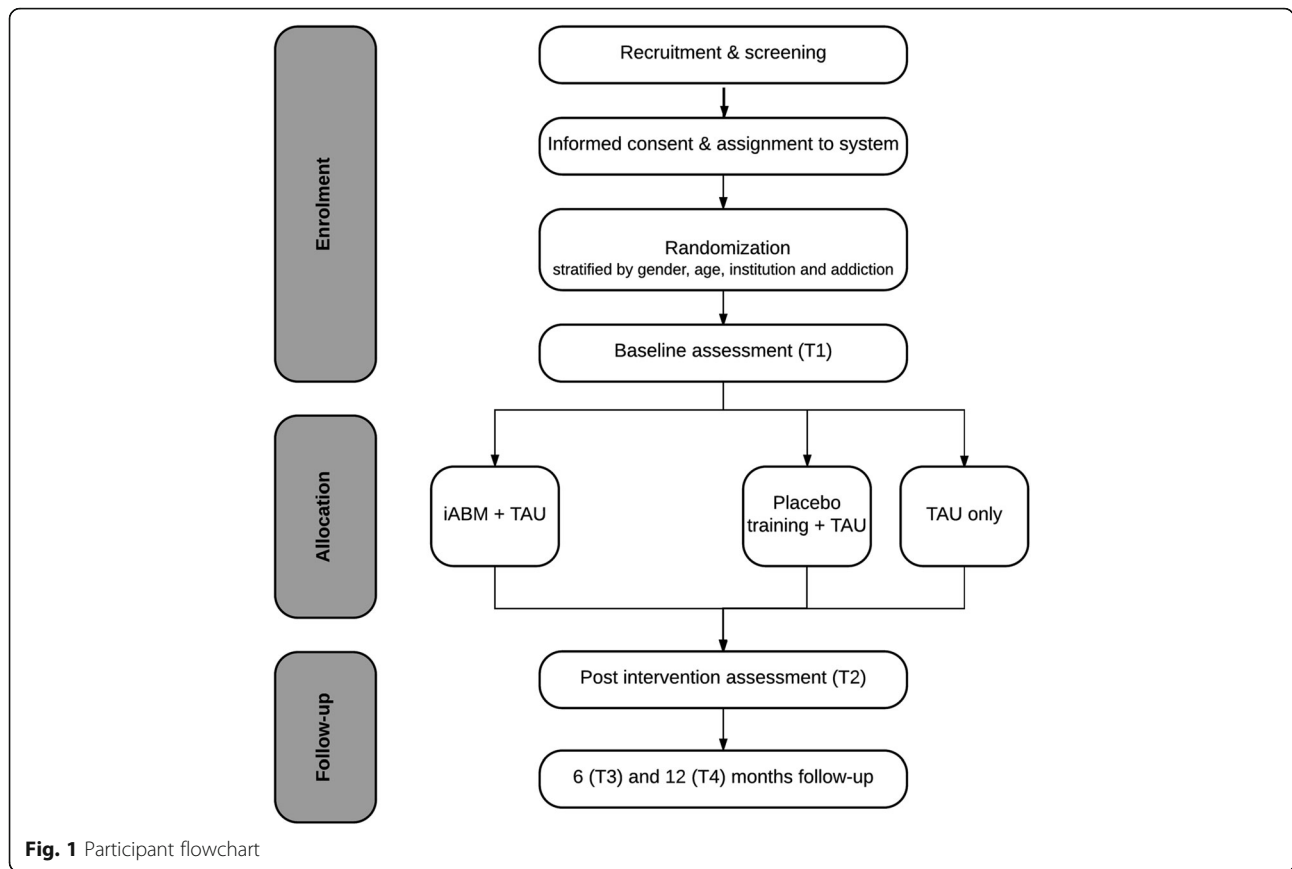 Enrolment
Recruitment & screening
Informed consent & assignment to system
Randomization
stratified by gender, age, institution and addiction
Baseline assessment (T1)
Allocation
iABM + TAU
Placebo
training + TAU
TAU only
Follow-up
Post intervention assessment (T2)
6 (T3) and 12 (T4) months follow-up
Fig. 1 Participant flowchart